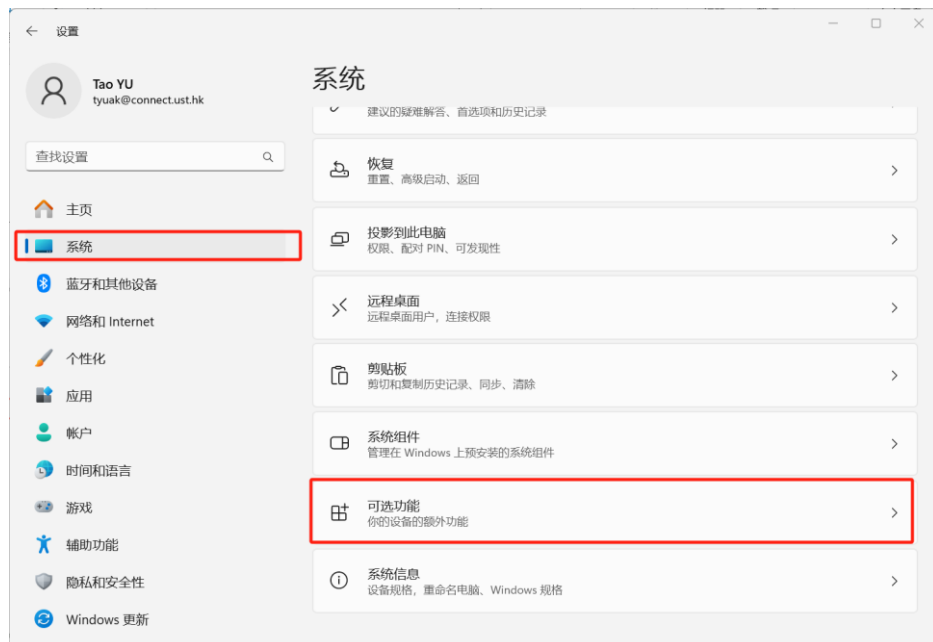 设置
Tao YU
tyuak@connect.ust.hk
查找设置
主页
系统
蓝牙和其他设备
网络和 Internet
个性化
应用
帐户
时间和语言
游戏
辅助功能
隐私和安全性
Windows 更新
系统
建议的疑难解答、首选项和历史记录
恢复
重置、高级启动、返回
投影到此电脑
权限、配对 PIN、可发现性
远程桌面
远程桌面用户，连接权限
剪贴板
剪切和复制历史记录、同步、清除
系统组件
管理在 Windows 上预安装的系统组件
可选功能
你的设备的额外功能
系统信息
设备规格，重命名电脑、Windows 规格